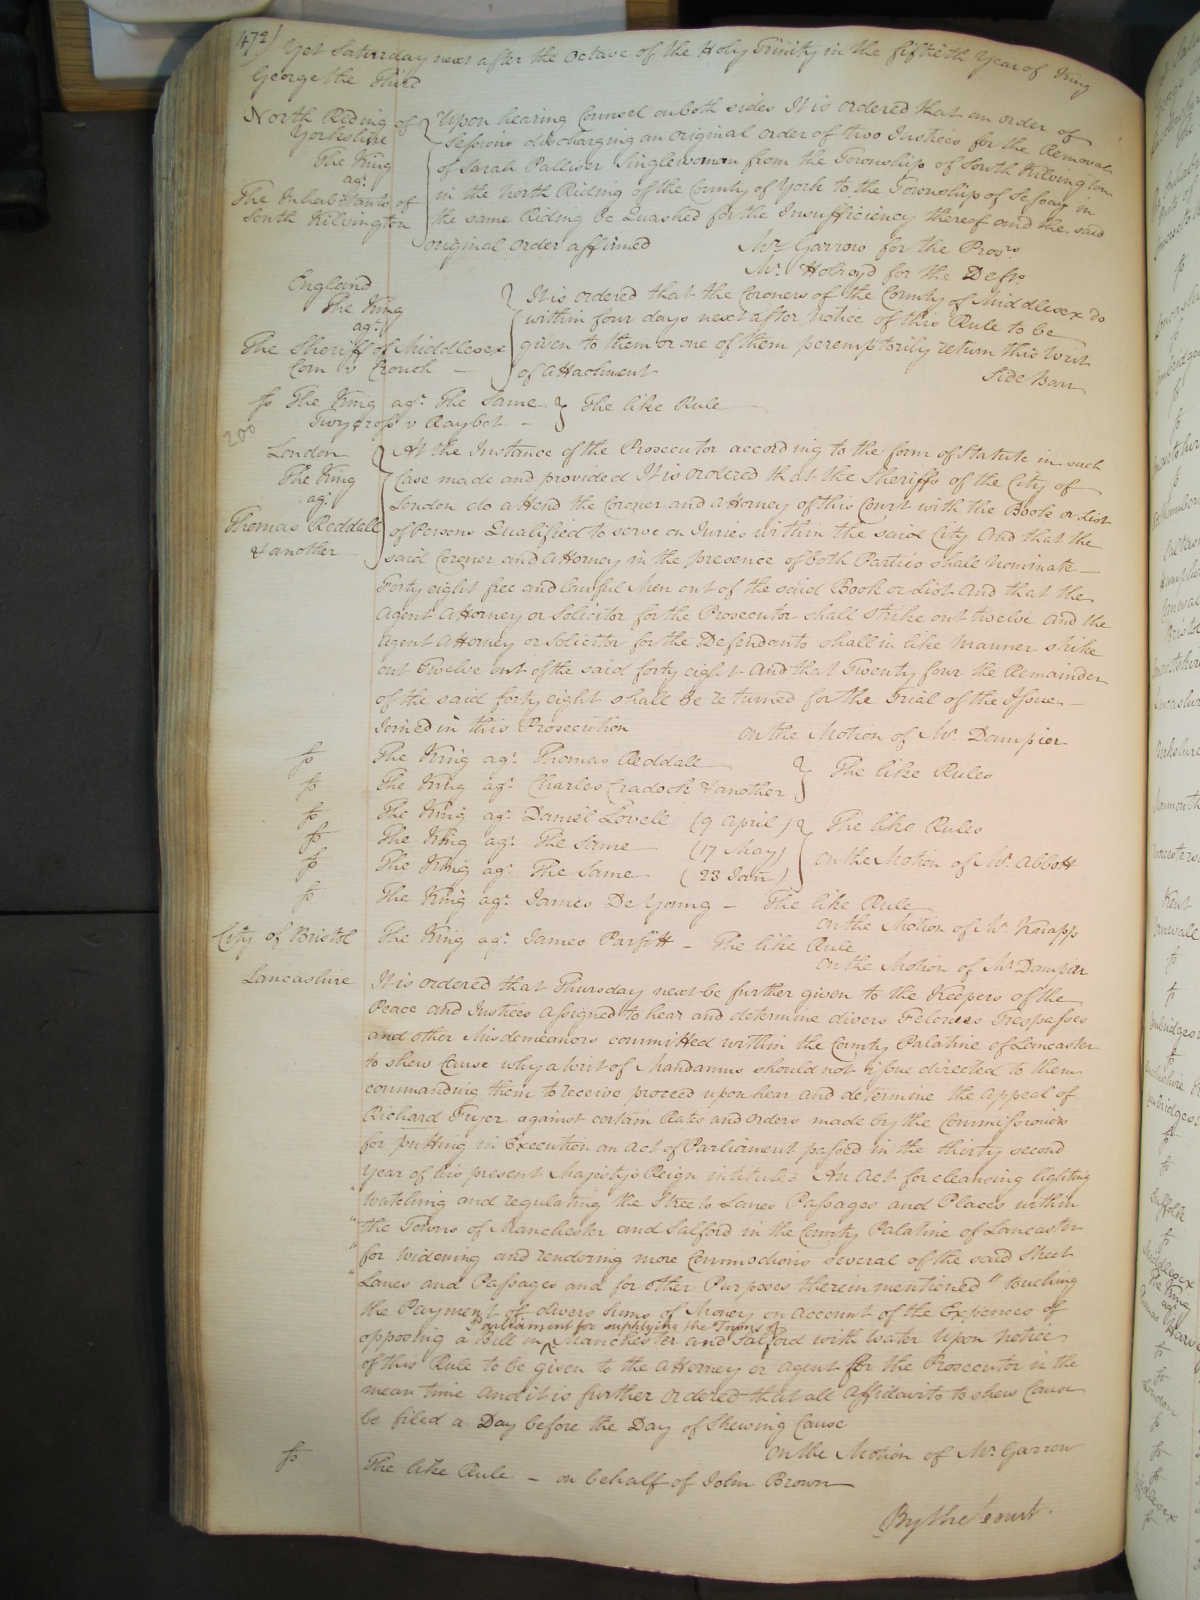 472) Yet Saturday next after the Octave of the Holy Trinity in the fiftieth Year of King
George the Third
North Riding of Yorkshire
The King
agt
The Inhabitants of
South Kilvington
Upon hearing Counsel on both sides It is ordered that an order of
Sessions discharging an original order of two Justices for the Removal
of Sarah Palliser Singlewoman from the Township of South Kilvington
in the North Riding of the County of York to the Township of Sessay in
the same Riding be Quashed for the Insufficiency thereof and the said
original order affirmed Mr. Garrow for the Prosrs.
Mr. Holroyd for the Defts
England
The King
agt
The Sheriff of Middlesex
Corn v Crouch
It is ordered that the Coroners of the County of Middlesex do
within four days next after Notice of this Rule to be
given to them or one of them peremptorily return this Writ
of Attachment Side Bar
fs The King agt. The Same
Twycross v Raybot
The like Rule
200
London
The King
agt
Thomas Reddall
& another
At the Instance of the Prosecutor according to the form of Statute in such
Case made and provided It is ordered that the Sheriffs of the City of
London do attend the Coroner and Attorney of this Court with the Book or List
of Persons Qualified to serve on Juries within the said City And that the
said Coroner and Attorney in the presence of both Parties shall Nominate
Forty eight free and lawful Men out of the said Book or List And that the
Agent Attorney or Solicitor for the Prosecutor shall strike out twelve And the
Agent Attorney or Solicitor for the Defendants shall in like Manner strike
out Twelve out of the said forty eight And that Twenty four the Remainder
of the said forty eight shall be returned for the Trial of the Issue
Joined in this Prosecution On the Motion of Mr. Dampier
fs The King agt. Thomas Reddall
fs The King agt. Charles Cradock & another
The like Rules
fs The King agt. Daniel Lovell (9 April)
fs The King agt. The Same (17 May)
fs The King agt. The Same (23 Jany)
The like Rules
on the Motion of Mr. Abbott
fs The King agt. James De Young – The like Rule
On the Motion of Mr. Knapp
City of Bristol The King agt. James Parfitt – The like Rule
On the Motion of Mr Dampier
Lancashire It is ordered that Thursday next be further given to the Keepers of the
Peace and Justices Assigned to hear and determine divers Felonies Trespasses
and other Misdemeanors committed within the County Palatine of Lancaster
to shew Cause why a Writ of Mandamus should not issue directed to them
commanding them to receive proceed upon hear and determine the Appeal of
Richard Fryer against certain Rates and Orders made by the Commissioners
for putting in Execution an Act of Parliament passed in the thirty second
Year of his present Majestys Reign intituled An Act for cleansing lighting
" Watching and regulating the Streets Lanes Passages and Places within
" the Towns of Manchester and Salford in the County Palatine of Lancaster
" for widening and rendering more Commodious several of the said Street
" Lanes and Passages and for other Purposes therein mentioned" touching
the Payment of divers Sums of Money on account of the Expences of
Parliament for supplying the Towns of
opposing a Bill in ^ Manchester and Salford with Water Upon Notice
of this Rule to be given to the Attorney or Agent for the Prosecutor in the
mean time And it is further ordered that all Affidavits to shew Cause
be filed a Day before the Day of Shewing Cause
On the Motion of Mr Garrow
fs The like Rule – on behalf of John Brown
By the Court.